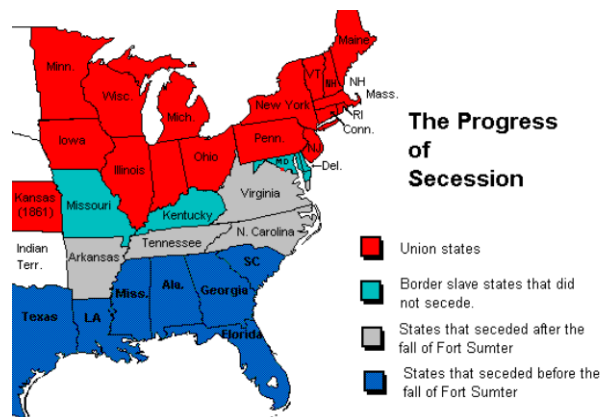 Maine
Minn.
VT
NH
NH
Wisc.
Mass.
New York
Mich.
RI
Conn.
The Progress
of
Secession
Iowa
Penn.
NJ
Ohio
Illinois
MD
Del.
Kansas
(1861)
Missouri
Virginia
Kentucky
Indian
Terr.
Arkansas
Tennessee
N. Carolina
Union states
SC
Miss.
Ala.
Georgia
Border slave states that did
not secede.
Texas
LA
Florida
States that seceded after the
fall of Fort Sumter
States that seceded before the
fall of Fort Sumter